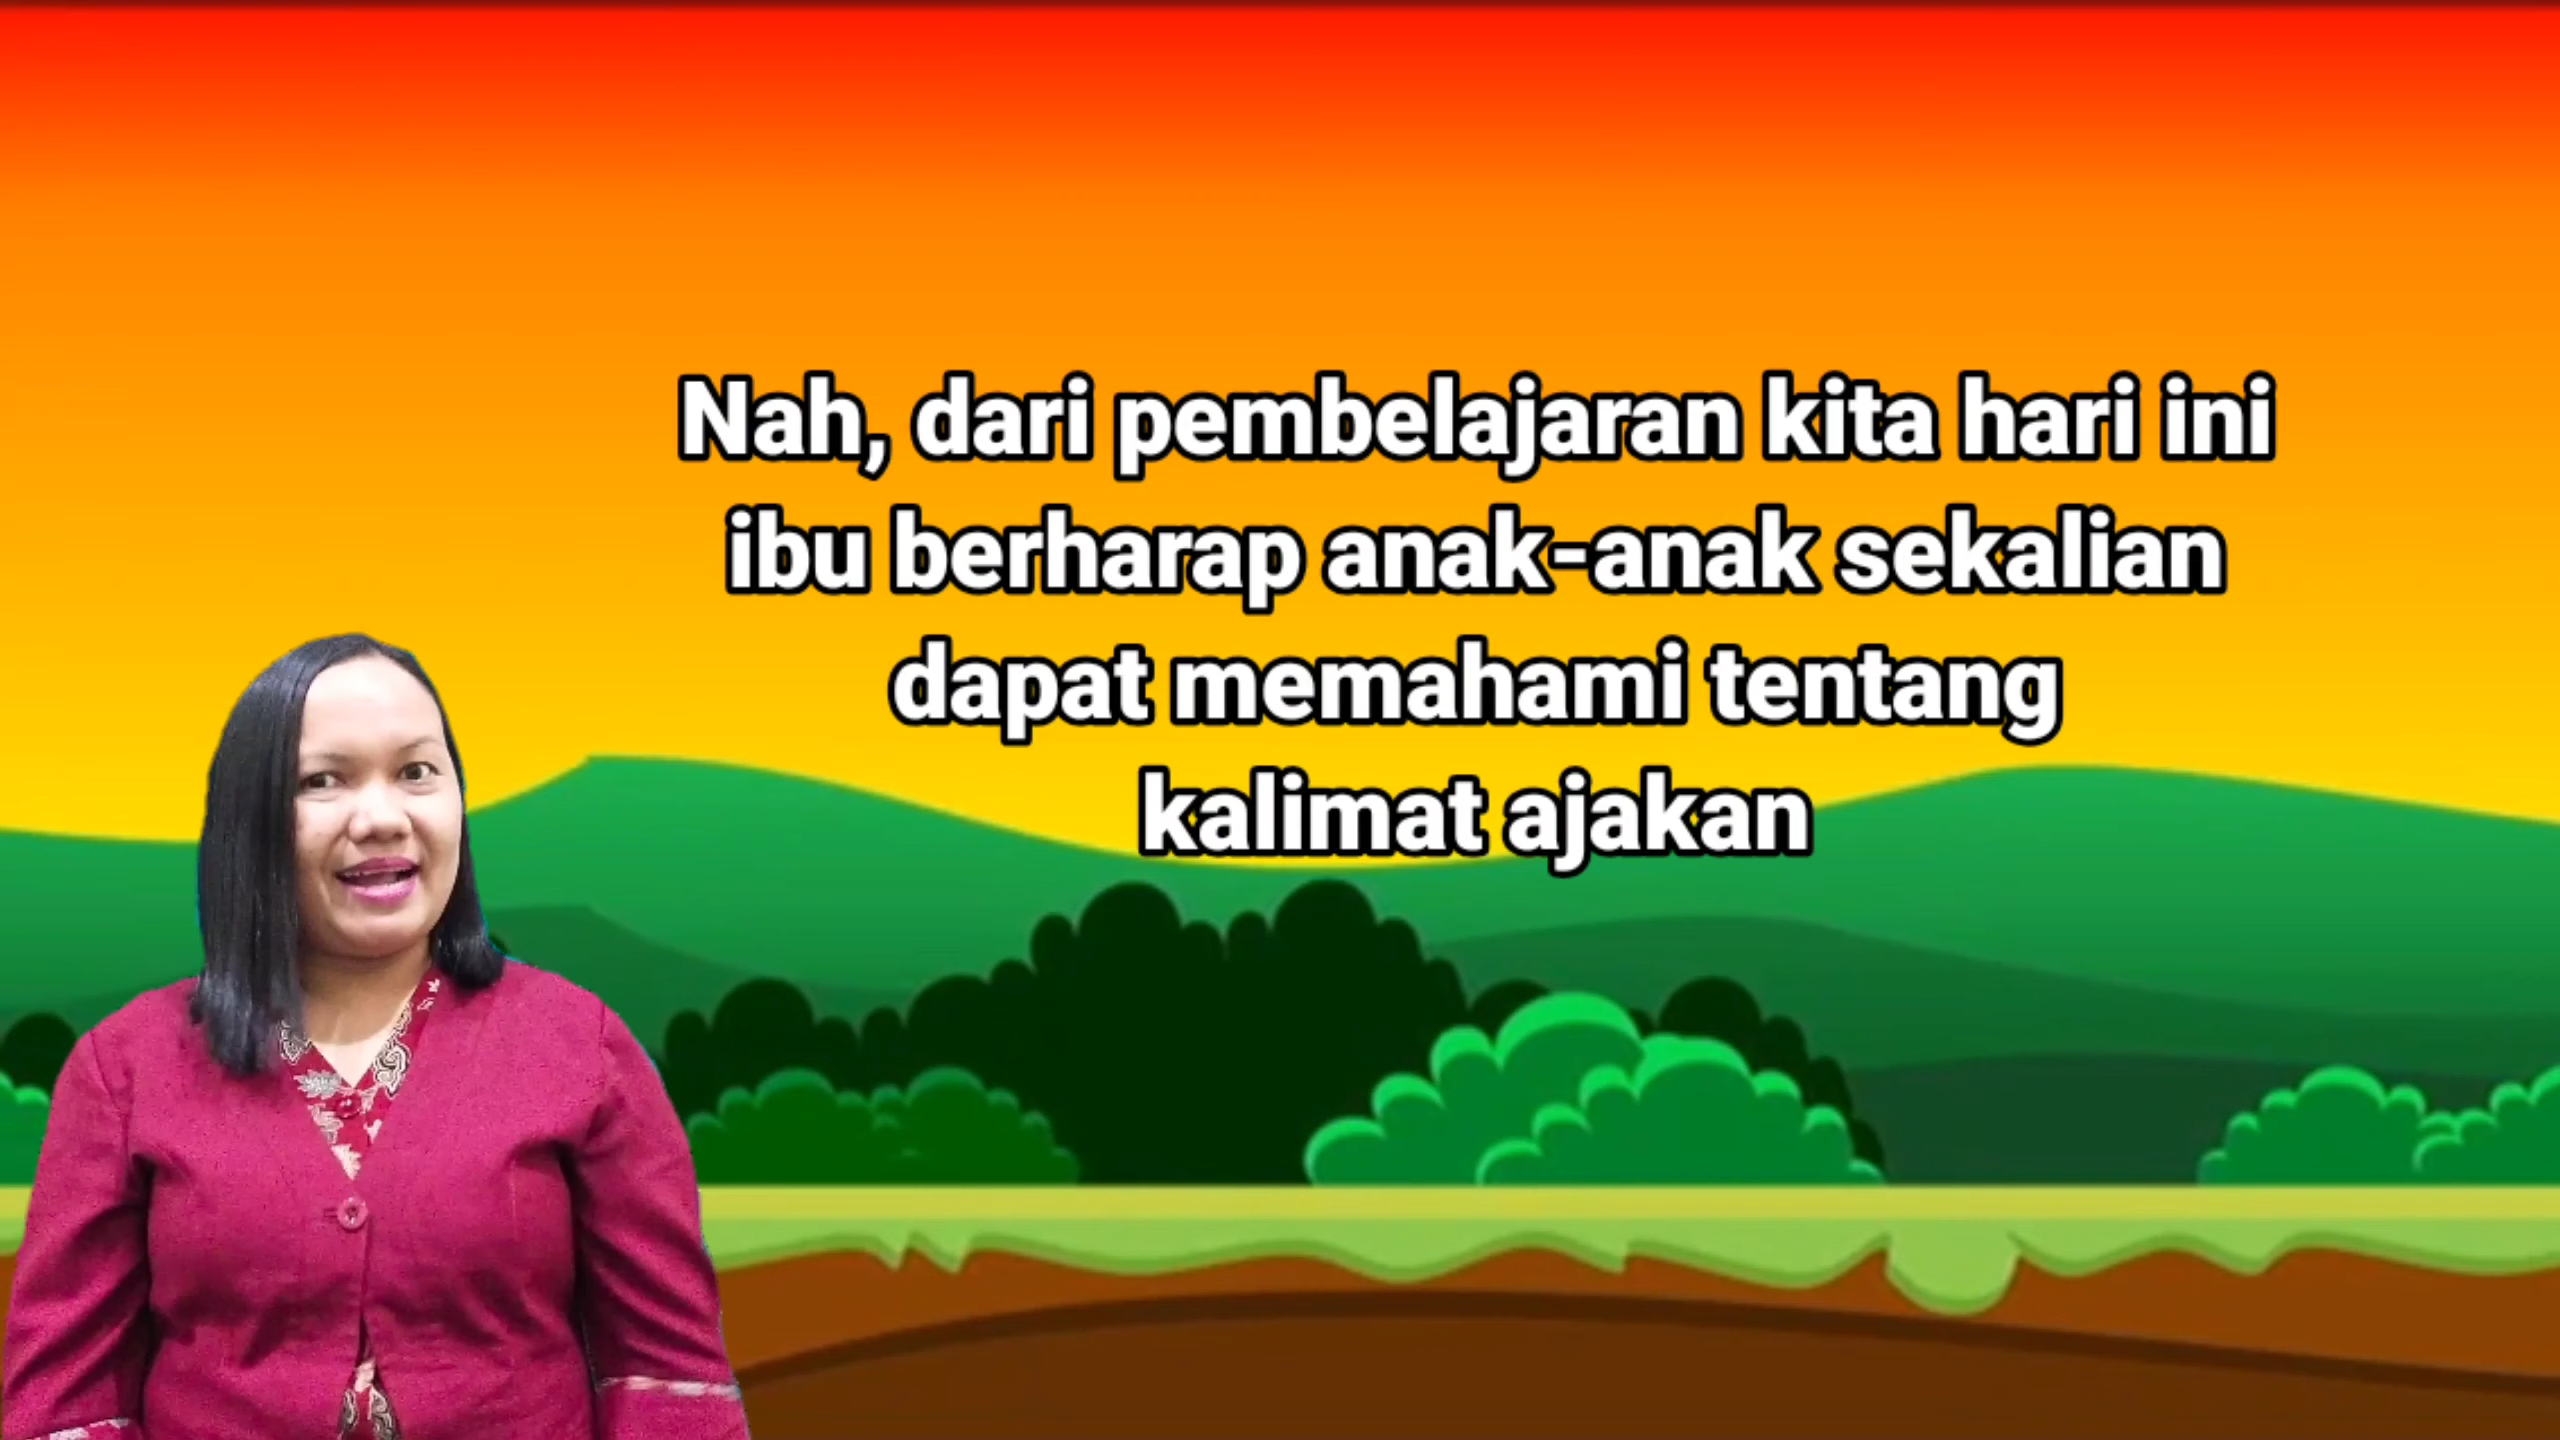 Nah, dari pembelajaran kita hari ini
ibu berharap anak-anak sekalian
dapat memahami tentang
kalimat ajakan